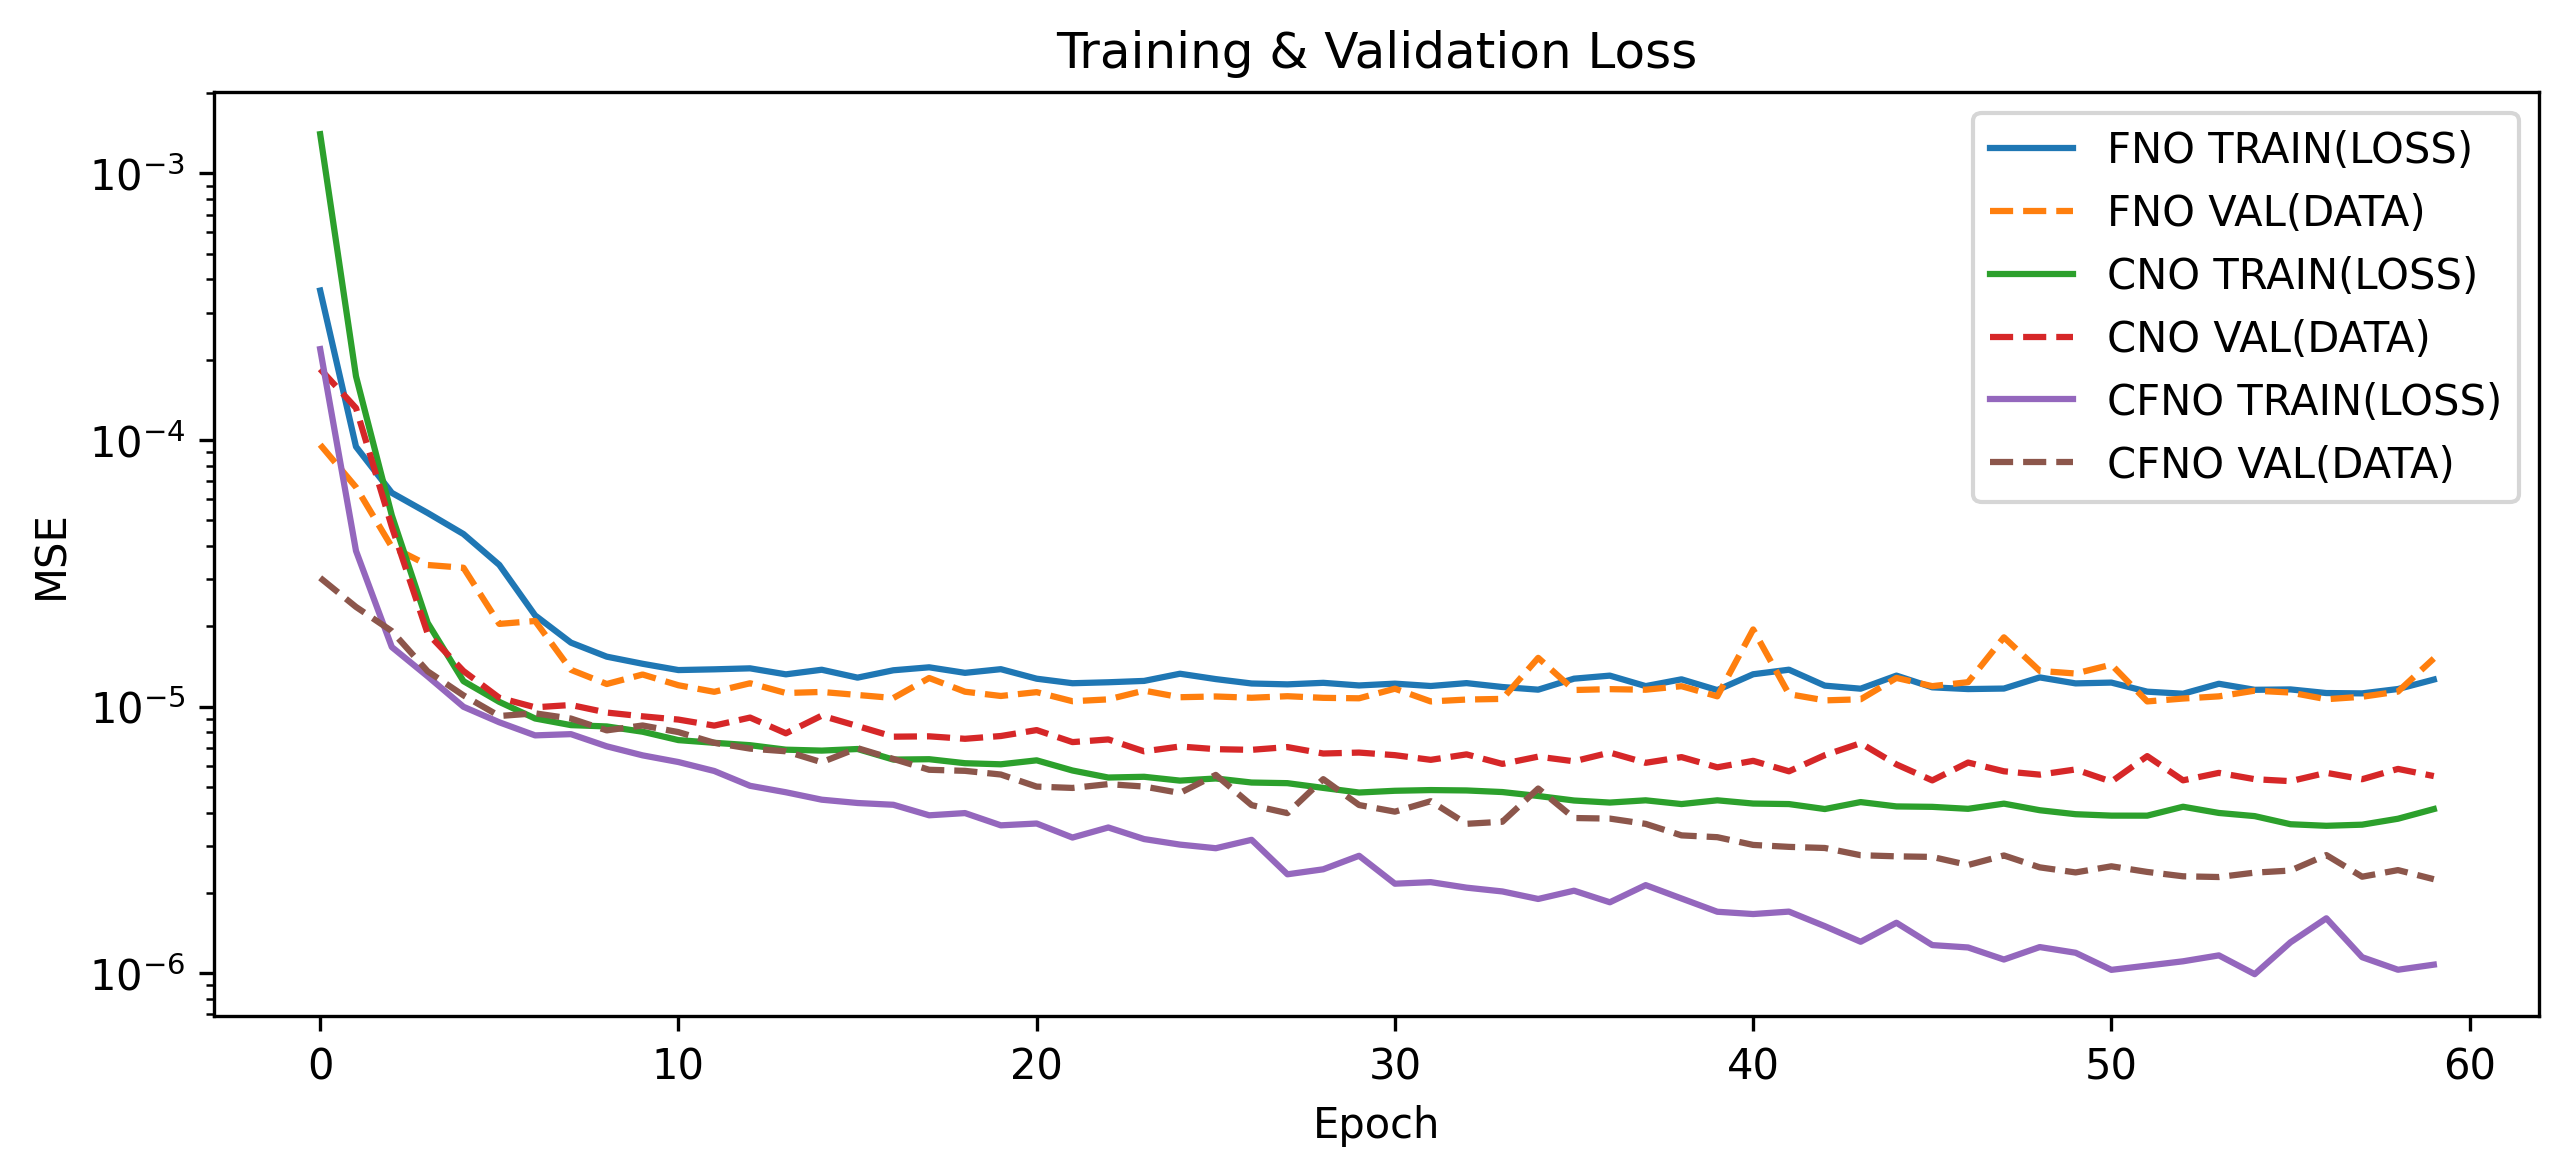 Training & Validation Loss
MSE
10⁻³
10⁻⁴
10⁻⁵
10⁻⁶
FNO TRAIN(LOSS)
FNO VAL(DATA)
CNO TRAIN(LOSS)
CNO VAL(DATA)
CFNO TRAIN(LOSS)
CFNO VAL(DATA)
0 10 20 30 40 50 60
Epoch